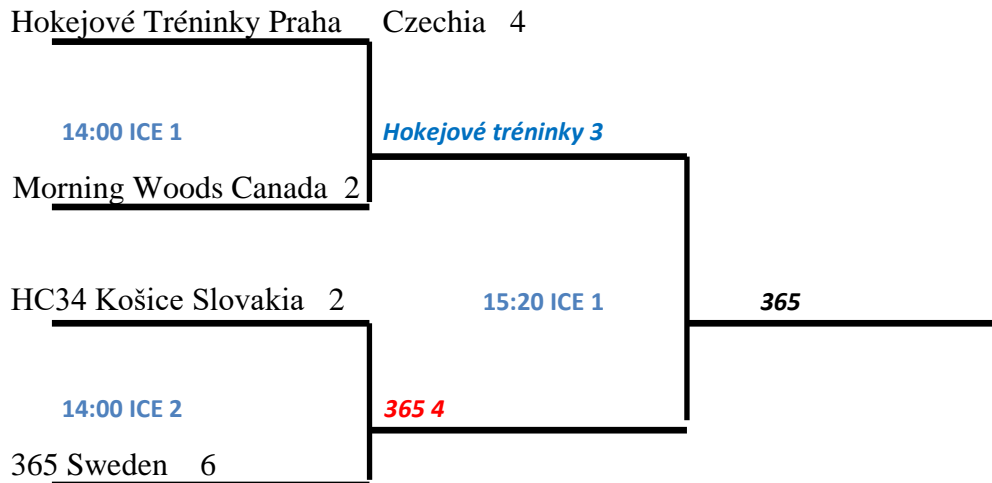 Hokejové Tréninky Praha Czechia 4
14:00 ICE 1
Hokejové tréninky 3
Morning Woods Canada 2
HC34 Košice Slovakia 2
15:20 ICE 1
365
14:00 ICE 2
365 4
365 Sweden 6